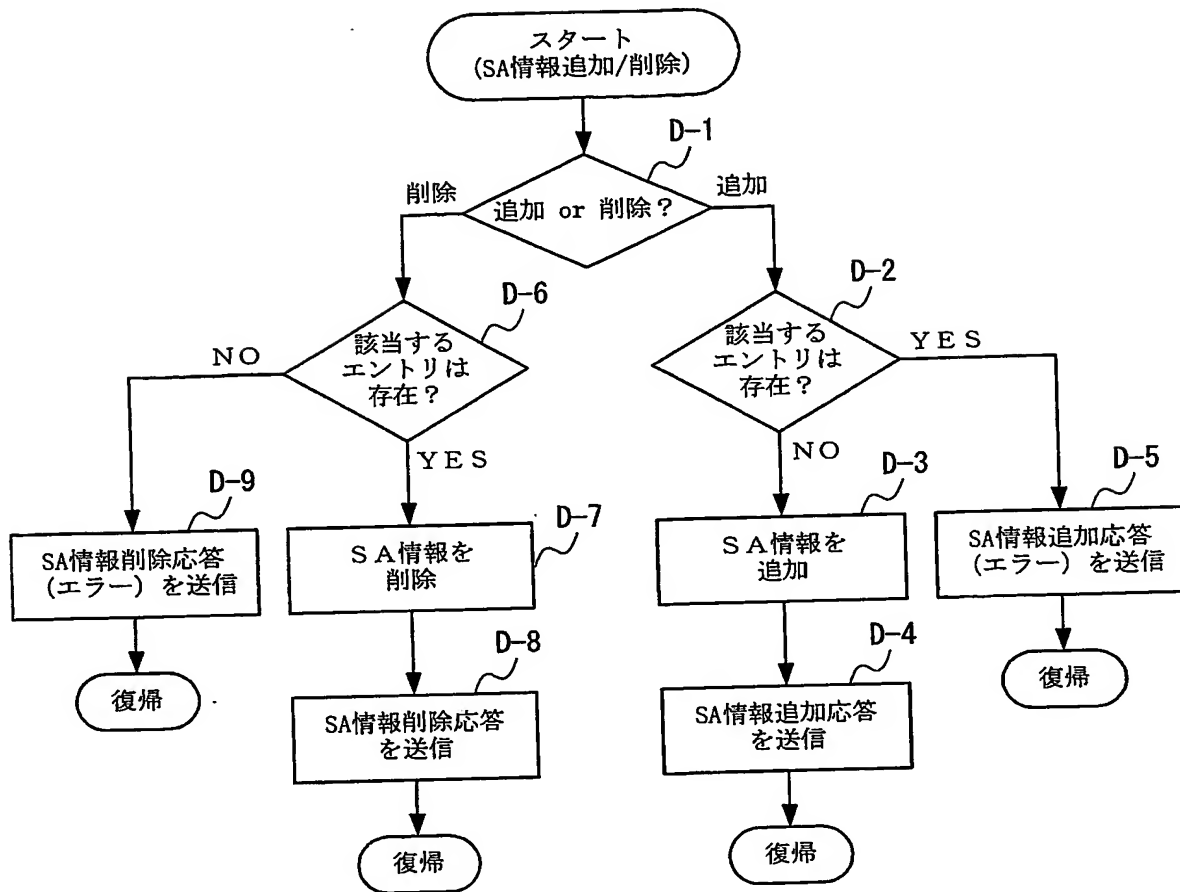 スタート
(SA情報追加/削除)
D-1
削除
追加 or 削除?
追加
D-6
D-2
NO
該当する
エントリは
存在?
該当する
エントリは
存在?
YES
YES
NO
D-9
D-7
D-3
D-5
SA情報削除応答
(エラー)を送信
SA情報を
削除
SA情報を
追加
SA情報追加応答
(エラー)を送信
D-8
D-4
復帰
SA情報削除応答
を送信
SA情報追加応答
を送信
復帰
復帰
復帰